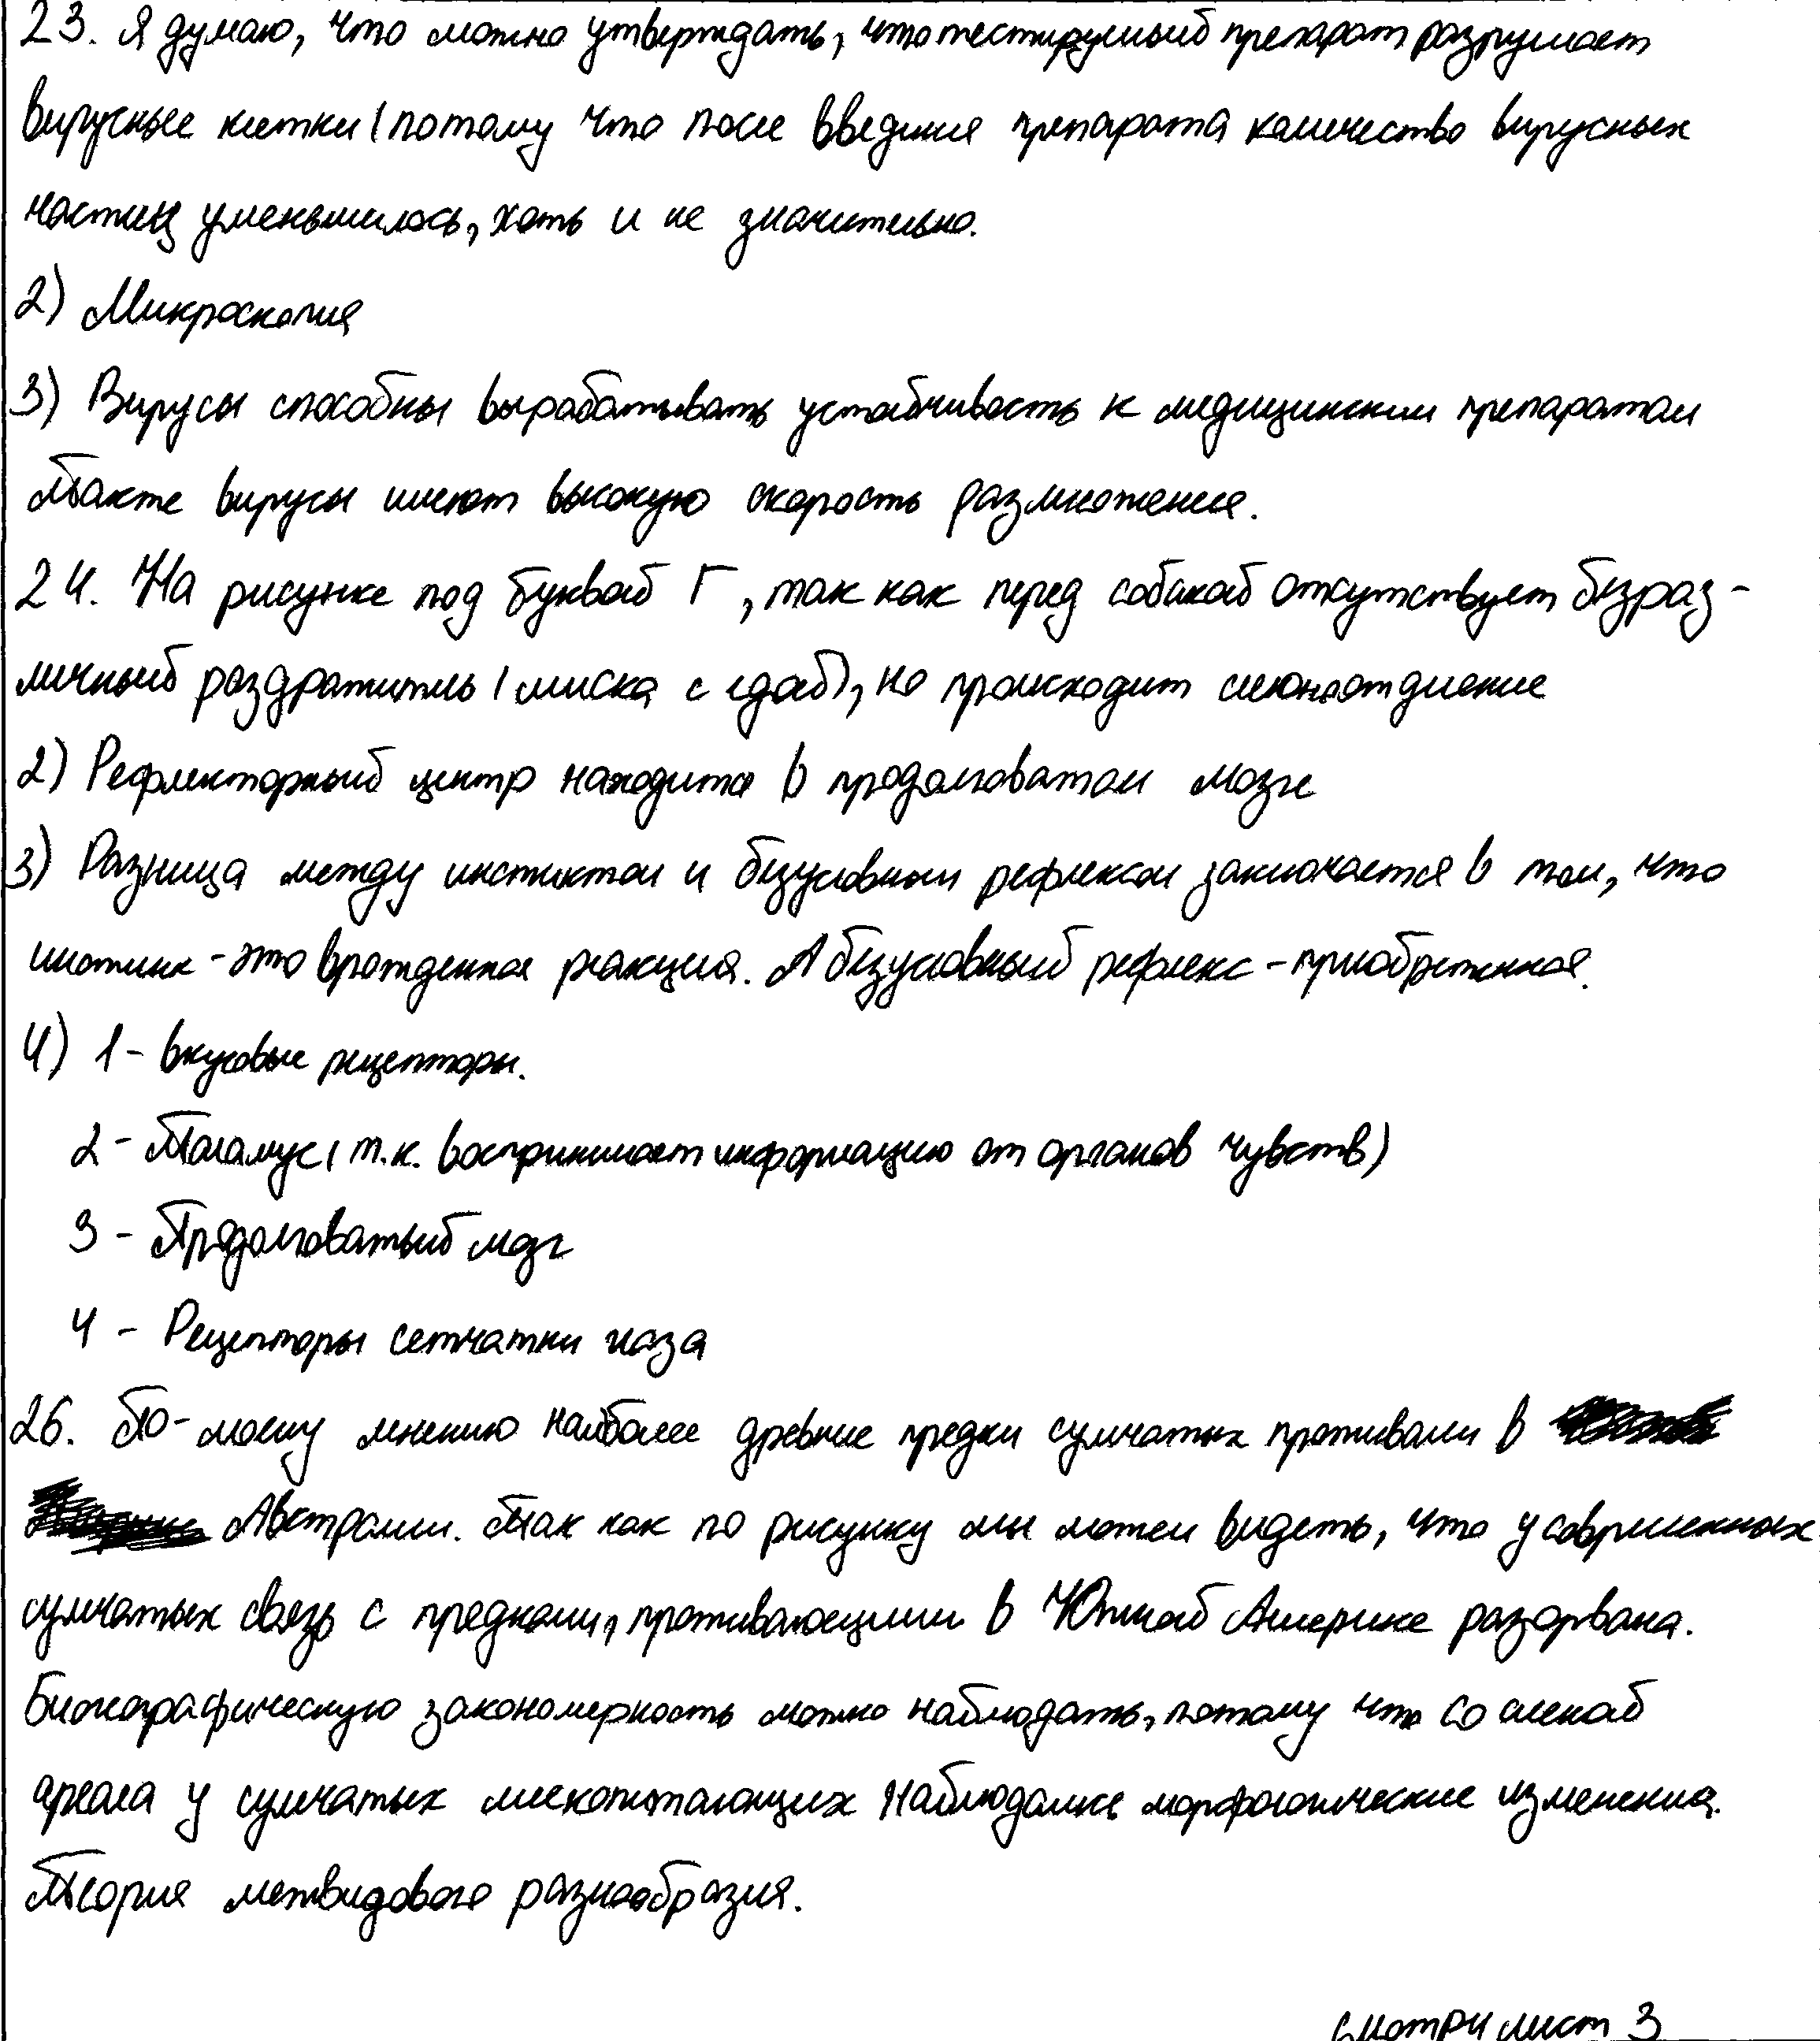 23. Я думаю, что можно утверждать, что тестируемый препарат разрушает
вирусные клетки (потому что после введения препарата количество вирусных
частиц уменьшилось, хоть и не значительно.
2) Микроскопия
3) Вирусы способны вырабатывать устойчивость к медицинским препаратам
Также вирусы имеют высокую скорость размножения.
24. На рисунке под буквой Г, так как перед собакой отсутствует безраз-
личный раздражитель (миска с едой), но происходит слюноотделение
2) Рефлекторный центр находится в продолговатом мозге
3) Разница между инстиктом и безусловным рефлексом заключается в том, что
инстинк - это врожденная реакция. А безусловный рефлекс - приобретенная.
4) 1 - вкусовые рецепторы.
2 - Таламус (т.к. воспринимает информацию от органов чувств)
3 - Продолговатый мозг
4 - Рецепторы сетчатки глаза
26. По-моему мнению наиболее древние предки сумчатых проживали в
Австралии. Так как по рисунку мы можем видеть, что у современных
сумчатых связь с предками, проживающими в Южной Америке разорвана.
Биогеографическую закономерность можно наблюдать, потому что со сменой
ареала у сумчатых млекопитающих наблюдались морфологические изменения.
Теория межвидового разнообразия.
смотри лист 3